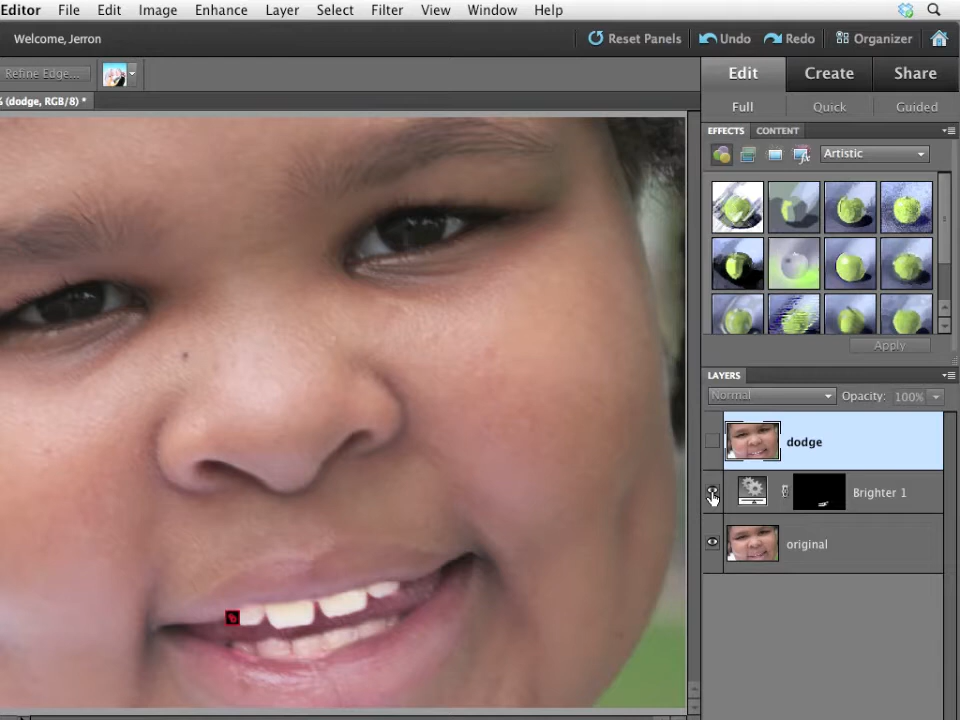 Editor File Edit Image Enhance Layer Select Filter View Window Help
Welcome, Jerron Reset Panels Undo Redo Organizer
Refine Edge... Edit Create Share
% (dodge, RGB/8) * Full Quick Guided
EFFECTS CONTENT
Artistic
Apply
LAYERS
Normal Opacity: 100%
dodge
Brighter 1
original